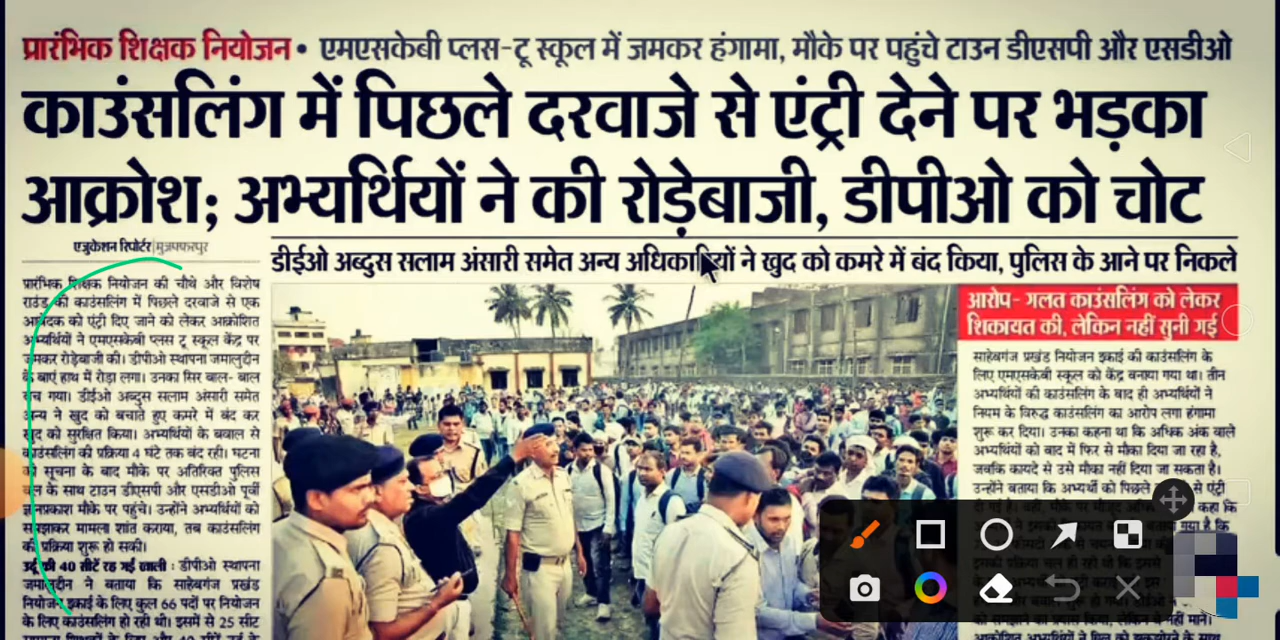 प्रारंभिक शिक्षक नियोजन • एमएसकेबी प्लस-टू स्कूल में जमकर हंगामा, मौके पर पहुंचे टाउन डीएसपी और एसडीओ
काउंसलिंग में पिछले दरवाजे से एंट्री देने पर भड़का
आक्रोश; अभ्यर्थियों ने की रोड़ेबाजी, डीपीओ को चोट
एजुकेशन रिपोर्टर|मुजफ्फरपुर
प्रारंभिक शिक्षक नियोजन की चौथे और विशेष
राउंड की काउंसलिंग में पिछले दरवाजे से एक
आवेदक को एंट्री दिए जाने को लेकर आक्रोशित
अभ्यर्थियों ने एमएसकेबी प्लस टू स्कूल केंद्र पर
जमकर रोड़ेबाजी की। डीपीओ स्थापना जमालुद्दीन
के बाएं हाथ में रोड़ा लगा। उनका सिर बाल- बाल
बच गया। डीईओ अब्दुस सलाम अंसारी समेत
अन्य ने खुद को बचाते हुए कमरे में बंद कर
खुद को सुरक्षित किया। अभ्यर्थियों के बवाल से
काउंसलिंग की प्रक्रिया 4 घंटे तक बंद रही। घटना
की सूचना के बाद मौके पर अतिरिक्त पुलिस
बल के साथ टाउन डीएसपी और एसडीओ पूर्वी
ज्ञानप्रकाश मौके पर पहुंचे। उन्होंने अभ्यर्थियों को
समझाकर मामला शांत कराया, तब काउंसलिंग
की प्रक्रिया शुरू हो सकी।
उर्दू की 40 सीटें रह गई खाली : डीपीओ स्थापना
जमालुद्दीन ने बताया कि साहेबगंज प्रखंड
नियोजन इकाई के लिए कुल 66 पदों पर नियोजन
के लिए काउंसलिंग हो रही थी। इसमें से 25 सीट
डीईओ अब्दुस सलाम अंसारी समेत अन्य अधिकारियों ने खुद को कमरे में बंद किया, पुलिस के आने पर निकले
आरोप- गलत काउंसलिंग को लेकर
शिकायत की, लेकिन नहीं सुनी गई
साहेबगंज प्रखंड नियोजन इकाई की काउंसलिंग के
लिए एमएसकेबी स्कूल को केंद्र बनाया गया था। तीन
अभ्यर्थियों की काउंसलिंग के बाद ही अभ्यर्थियों ने
नियम के विरुद्ध काउंसलिंग का आरोप लगा हंगामा
शुरू कर दिया। उनका कहना था कि अधिक अंक वाले
अभ्यर्थियों को बाद में फिर से मौका दिया जा रहा है,
जबकि कायदे से उसे मौका नहीं दिया जा सकता है।
उन्होंने बताया कि अभ्यर्थी को पिछले से एंट्री